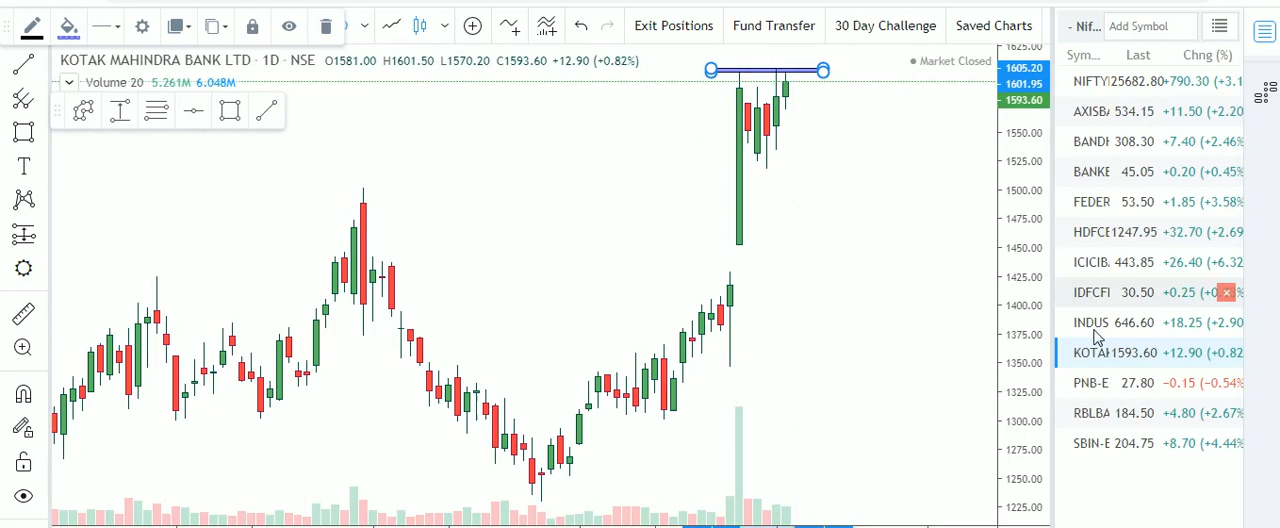 Exit Positions Fund Transfer 30 Day Challenge Saved Charts
- Nif... Add Symbol
KOTAK MAHINDRA BANK LTD · 1D · NSE O1581.00 H1601.50 L1570.20 C1593.60 +12.90 (+0.82%)
Market Closed
Volume 20 5.261M 6.048M
1625.00
1605.20
1601.95
1593.60
1550.00
1525.00
1500.00
1475.00
1450.00
1425.00
1400.00
1375.00
1350.00
1325.00
1300.00
1275.00
1250.00
1225.00
Sym... Last Chng (%)
NIFTY 25682.80 +790.30 (+3.1
AXISBA 534.15 +11.50 (+2.20
BANDH 308.30 +7.40 (+2.46%
BANKE 45.05 +0.20 (+0.45%
FEDER 53.50 +1.85 (+3.58%
HDFCB 1247.95 +32.70 (+2.69
ICICIB 443.85 +26.40 (+6.32
IDFCFI 30.50 +0.25
INDUS 646.60 +18.25 (+2.90
KOTAK 1593.60 +12.90 (+0.82
PNB-E 27.80 −0.15 (−0.54%
RBLBA 184.50 +4.80 (+2.67%
SBIN-E 204.75 +8.70 (+4.44%